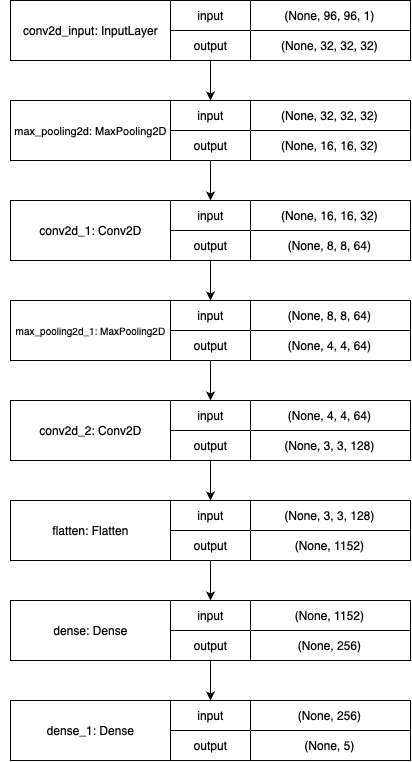 conv2d_input: InputLayer
input
(None, 96, 96, 1)
output
(None, 32, 32, 32)
max_pooling2d: MaxPooling2D
input
(None, 32, 32, 32)
output
(None, 16, 16, 32)
conv2d_1: Conv2D
input
(None, 16, 16, 32)
output
(None, 8, 8, 64)
max_pooling2d_1: MaxPooling2D
input
(None, 8, 8, 64)
output
(None, 4, 4, 64)
conv2d_2: Conv2D
input
(None, 4, 4, 64)
output
(None, 3, 3, 128)
flatten: Flatten
input
(None, 3, 3, 128)
output
(None, 1152)
dense: Dense
input
(None, 1152)
output
(None, 256)
dense_1: Dense
input
(None, 256)
output
(None, 5)